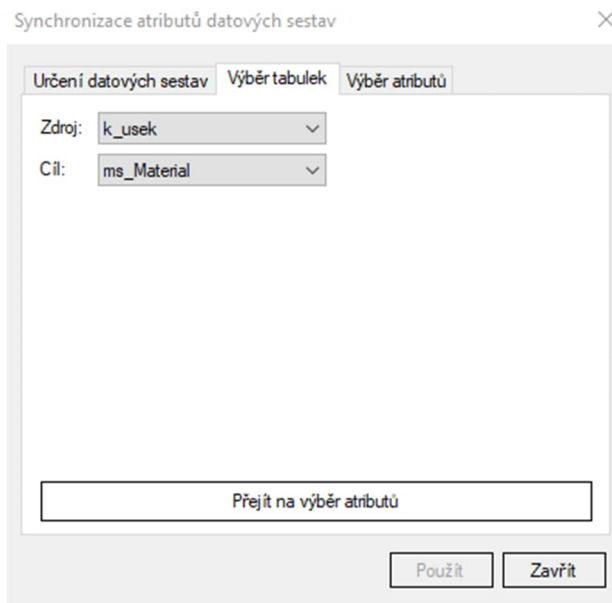 Synchronizace atributů datových sestav
Určení datových sestav Výběr tabulek Výběr atributů
Zdroj: k_usek
Cíl: ms_Material
Přejít na výběr atributů
Použít Zavřít